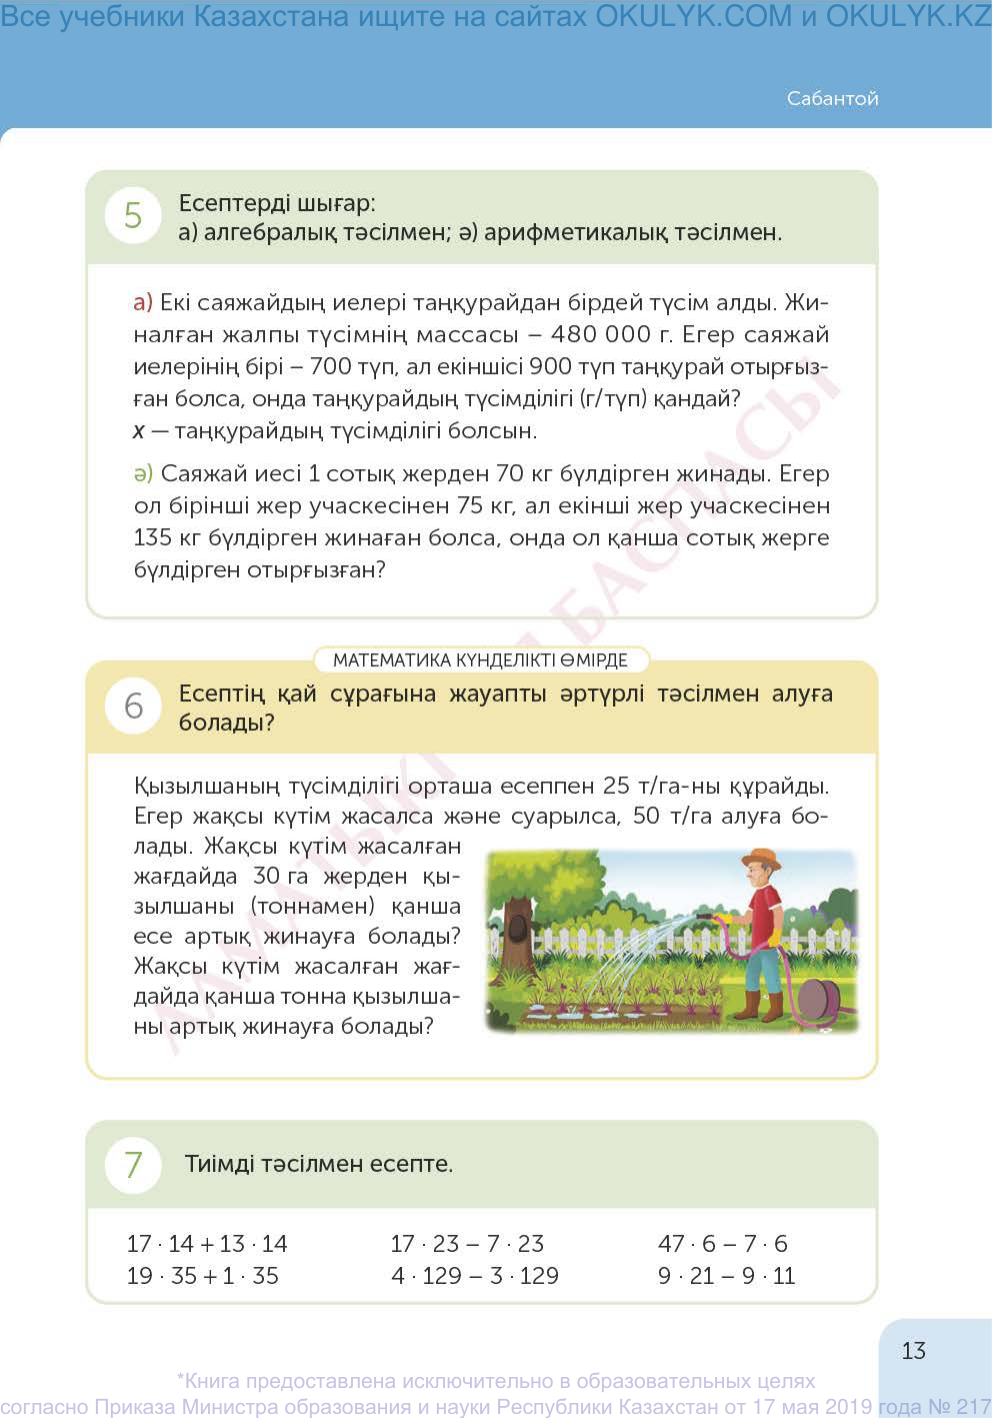 Все учебники Казахстана ищите на сайтах OKULYK.COM и OKULYK.KZ
Сабантой
5
Есептерді шығар:
а) алгебралық тәсілмен; ә) арифметикалық тәсілмен.
а) Екі саяжайдың иелері таңқурайдан бірдей түсім алды. Жи-
налған жалпы түсімнің массасы – 480 000 г. Егер саяжай
иелерінің бірі – 700 түп, ал екіншісі 900 түп таңқурай отырғыз-
ған болса, онда таңқурайдың түсімділігі (г/түп) қандай?
х — таңқурайдың түсімділігі болсын.
ә) Саяжай иесі 1 сотық жерден 70 кг бүлдірген жинады. Егер
ол бірінші жер учаскесінен 75 кг, ал екінші жер учаскесінен
135 кг бүлдірген жинаған болса, онда ол қанша сотық жерге
бүлдірген отырғызған?
МАТЕМАТИКА КҮНДЕЛІКТІ ӨМІРДЕ
6
Есептің қай сұрағына жауапты әртүрлі тәсілмен алуға
болады?
Қызылшаның түсімділігі орташа есеппен 25 т/га-ны құрайды.
Егер жақсы күтім жасалса және суарылса, 50 т/га алуға бо-
лады. Жақсы күтім жасалған
жағдайда 30 га жерден қы-
зылшаны (тоннамен) қанша
есе артық жинауға болады?
Жақсы күтім жасалған жағ-
дайда қанша тонна қызылша-
ны артық жинауға болады?
7
Тиімді тәсілмен есепте.
17 · 14 + 13 · 14 17 · 23 – 7 · 23 47 · 6 – 7 · 6
19 · 35 + 1 · 35 4 · 129 – 3 · 129 9 · 21 – 9 · 11
13
*Книга предоставлена исключительно в образовательных целях
согласно Приказа Министра образования и науки Республики Казахстан от 17 мая 2019 года № 217